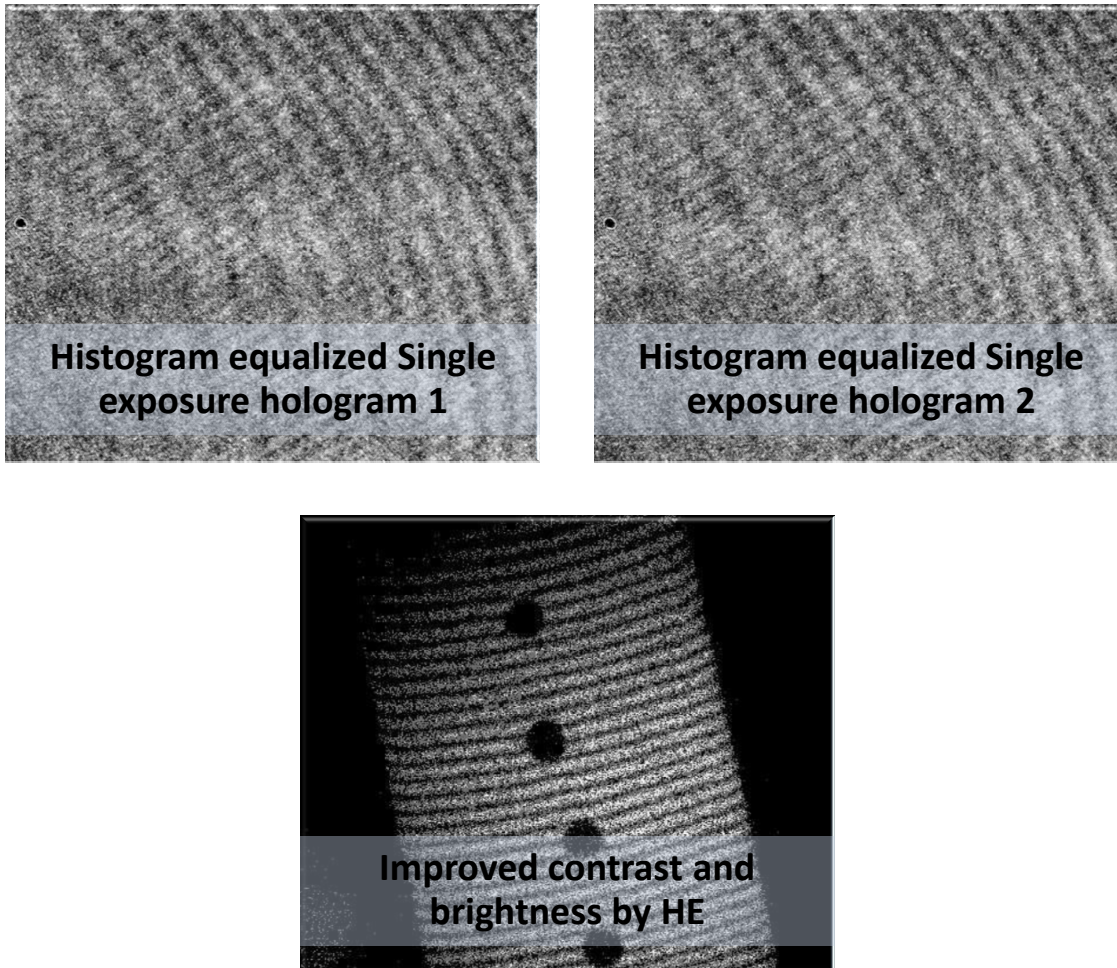 Histogram equalized Single
exposure hologram 1
Histogram equalized Single
exposure hologram 2
Improved contrast and
brightness by HE